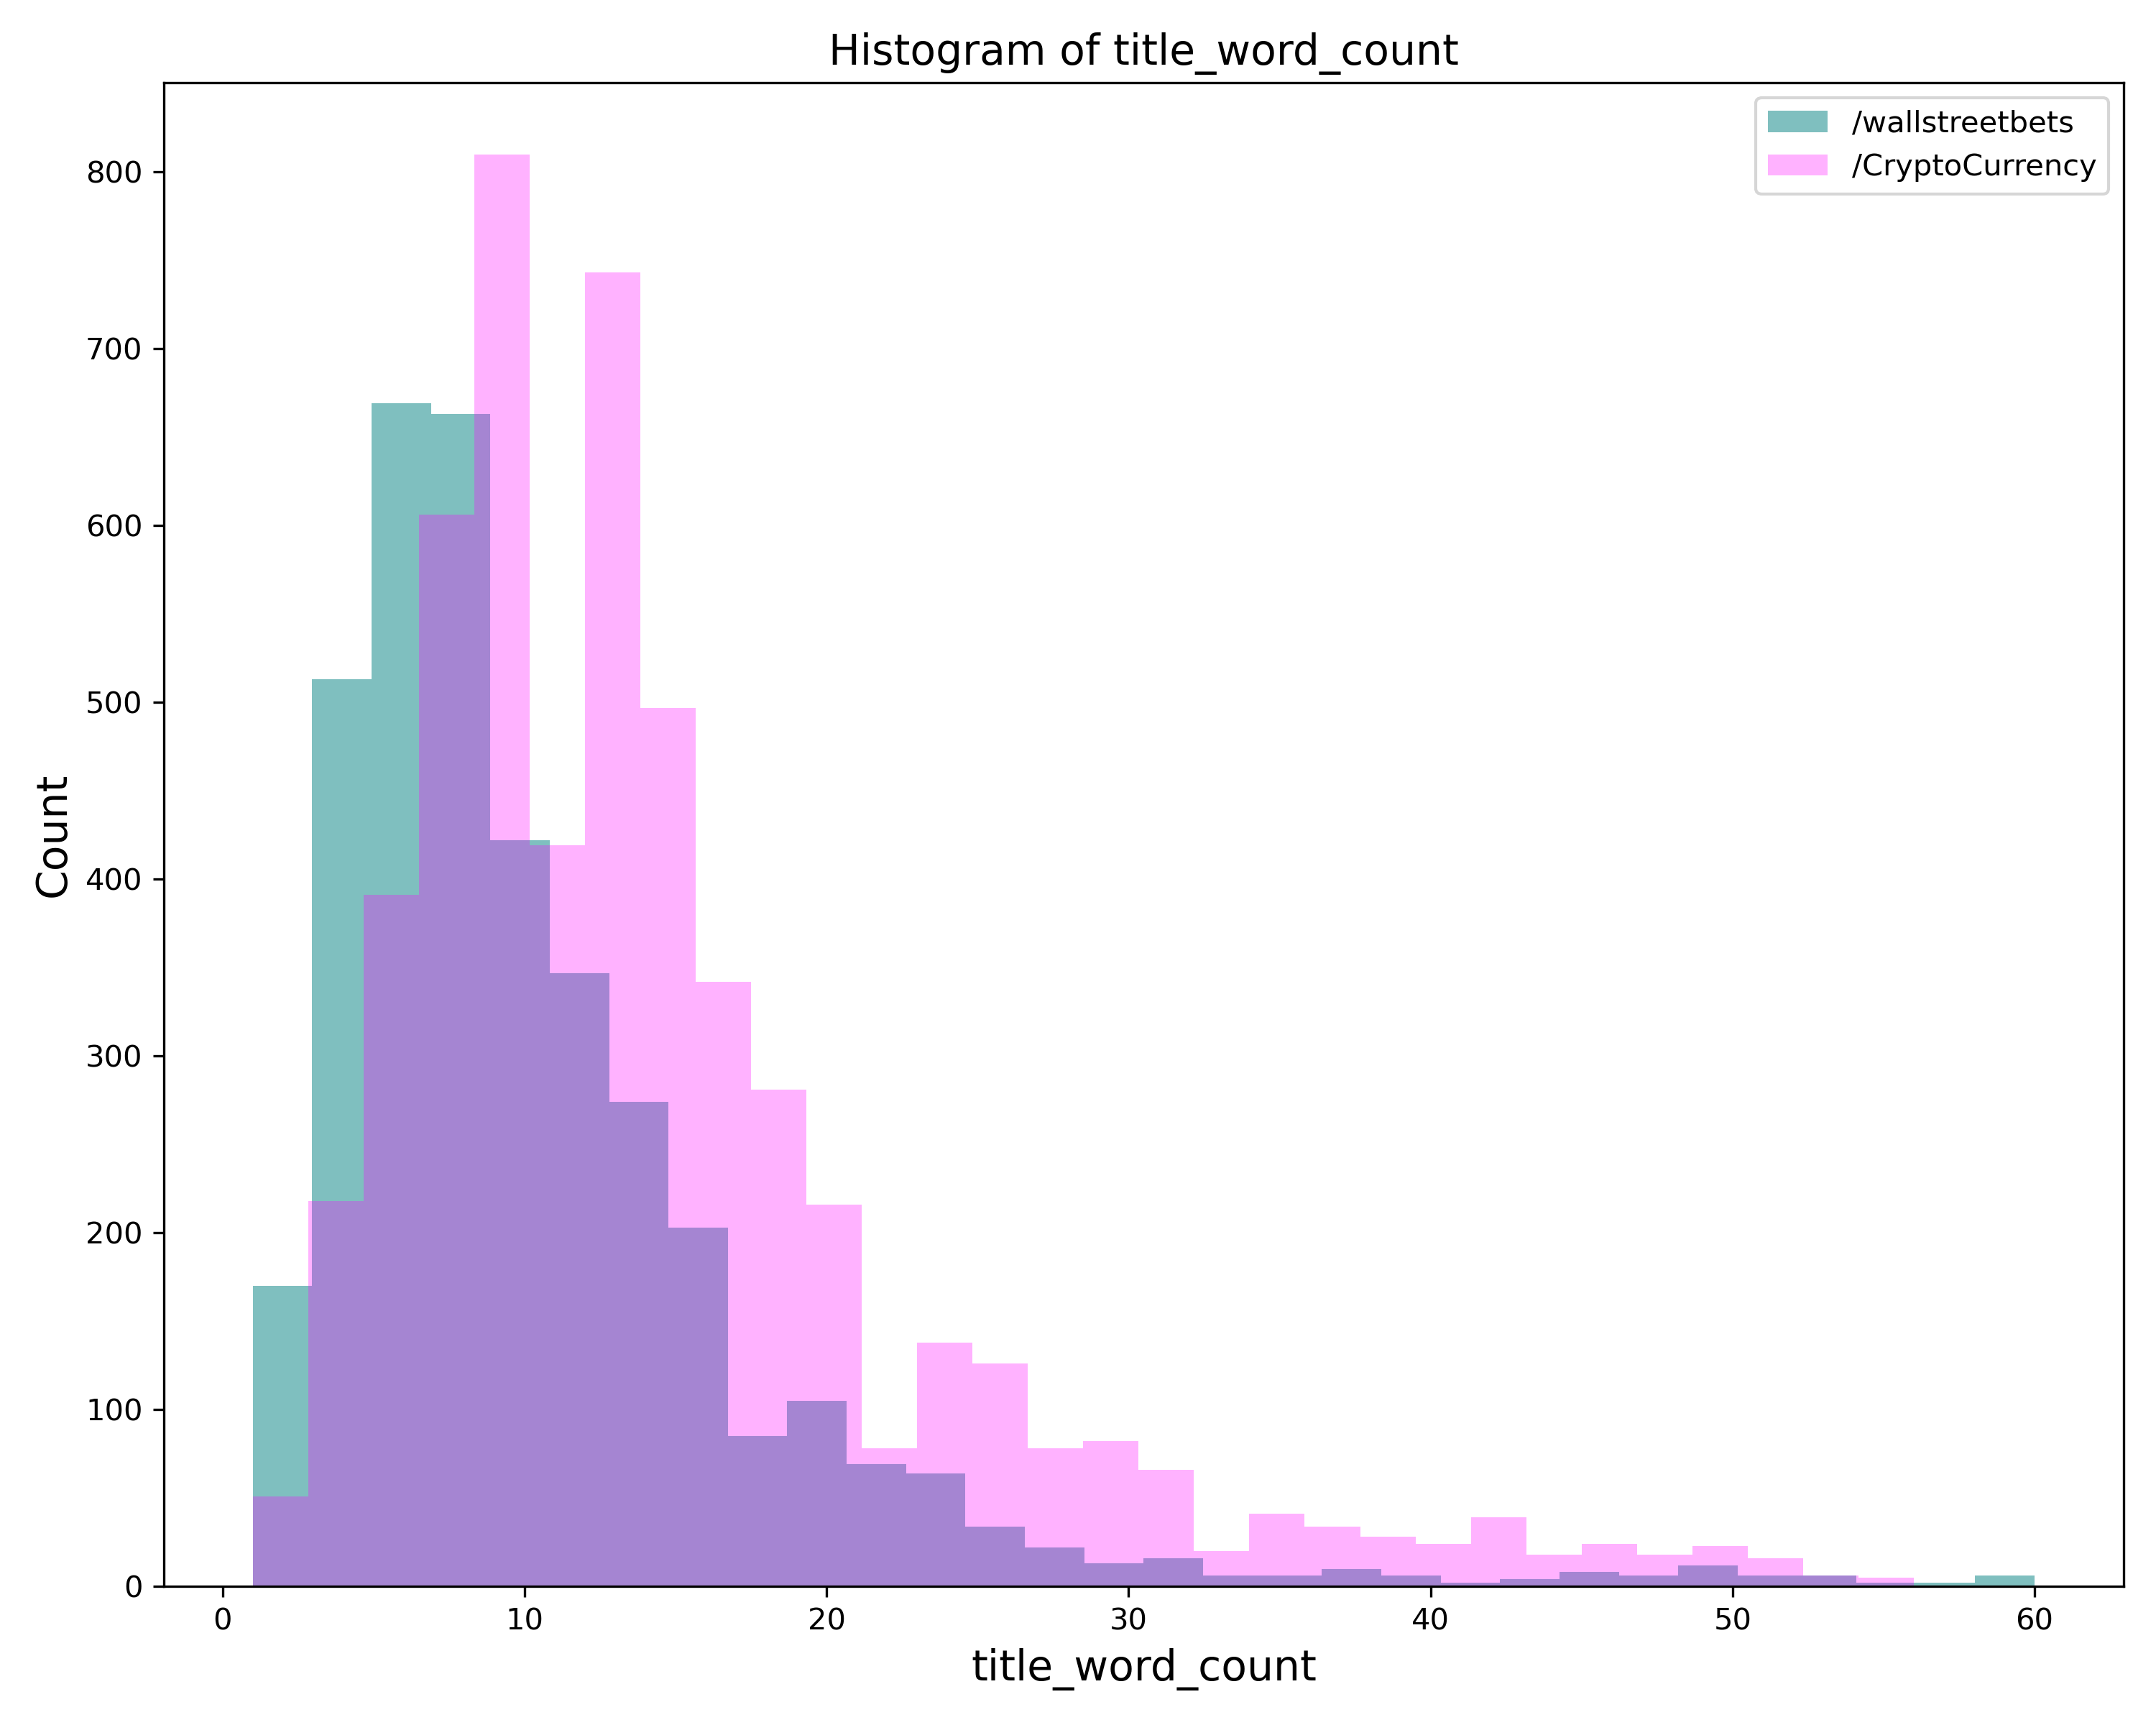 Histogram of title_word_count
/wallstreetbets
/CryptoCurrency
800
700
600
500
400
300
200
100
0
Count
0 10 20 30 40 50 60
title_word_count